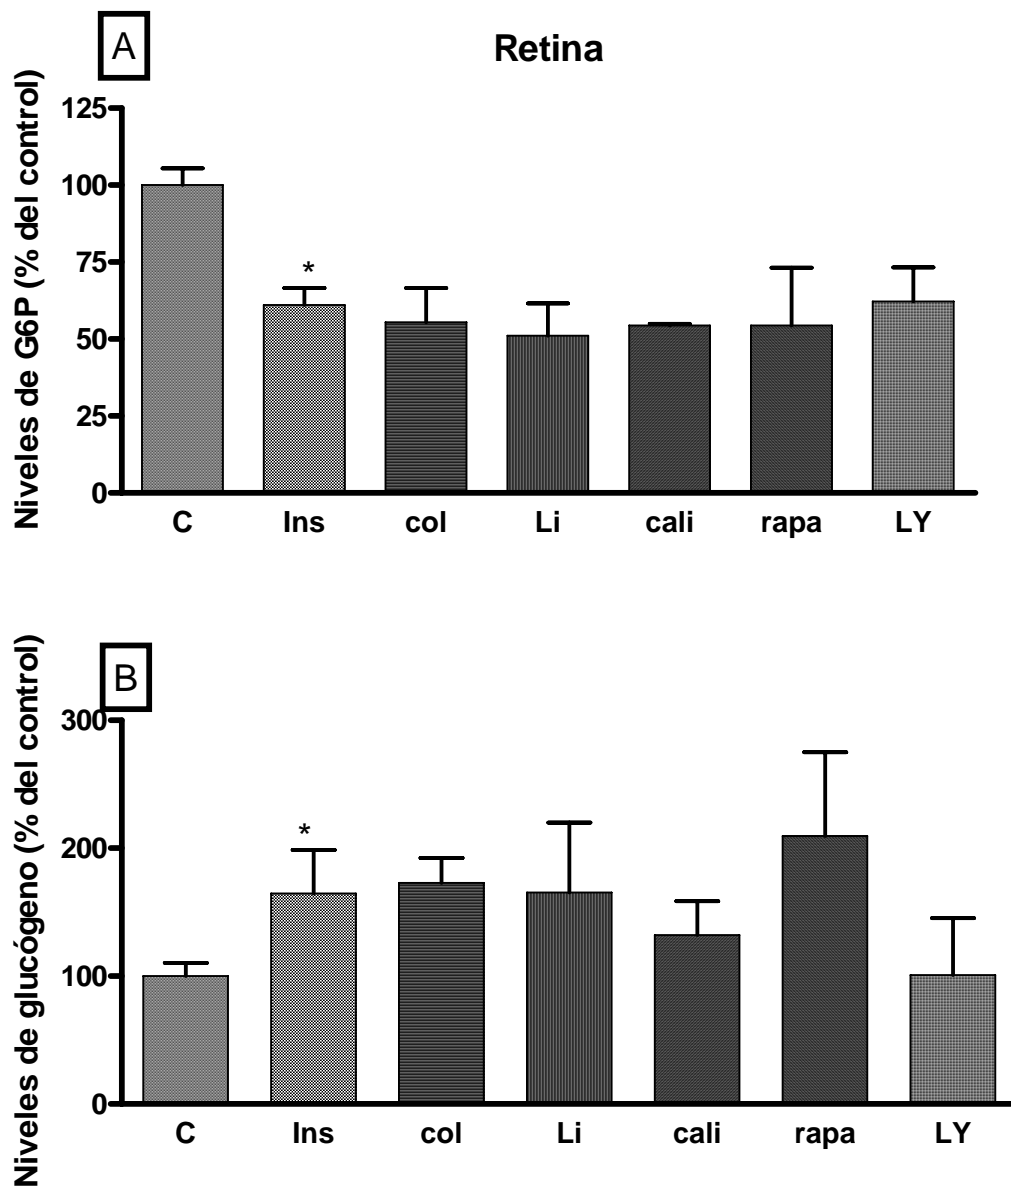 A
Retina
Niveles de G6P (% del control)
125
100
75
50
25
0
*
C Ins col Li cali rapa LY
B
Niveles de glucógeno (% del control)
300
200
100
0
*
C Ins col Li cali rapa LY